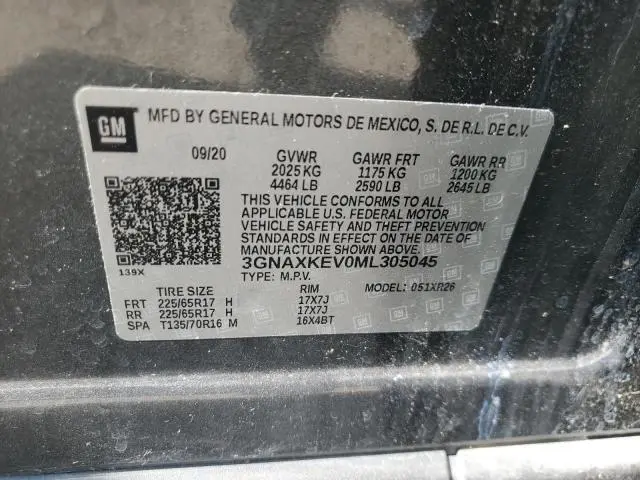 GM
MFD BY GENERAL MOTORS DE MEXICO, S. DE R.L. DE C.V.
09/20 GVWR GAWR FRT GAWR RR
2025 KG 1175 KG 1200 KG
4464 LB 2590 LB 2645 LB
THIS VEHICLE CONFORMS TO ALL
APPLICABLE U.S. FEDERAL MOTOR
VEHICLE SAFETY AND THEFT PREVENTION
STANDARDS IN EFFECT ON THE DATE OF
MANUFACTURE SHOWN ABOVE.
139X
3GNAXKEV0ML305045
TYPE: M.P.V. MODEL: 051XR26
TIRE SIZE RIM
FRT 225/65R17 H 17X7J
RR 225/65R17 H 17X7J
SPA T135/70R16 M 16X4BT